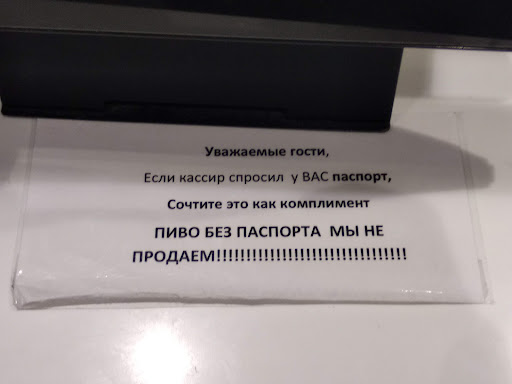 Уважаемые гости,
Если кассир спросил у ВАС паспорт,
Сочтите это как комплимент
ПИВО БЕЗ ПАСПОРТА МЫ НЕ
ПРОДАЕМ!!!!!!!!!!!!!!!!!!!!!!!!!!!!!!!!